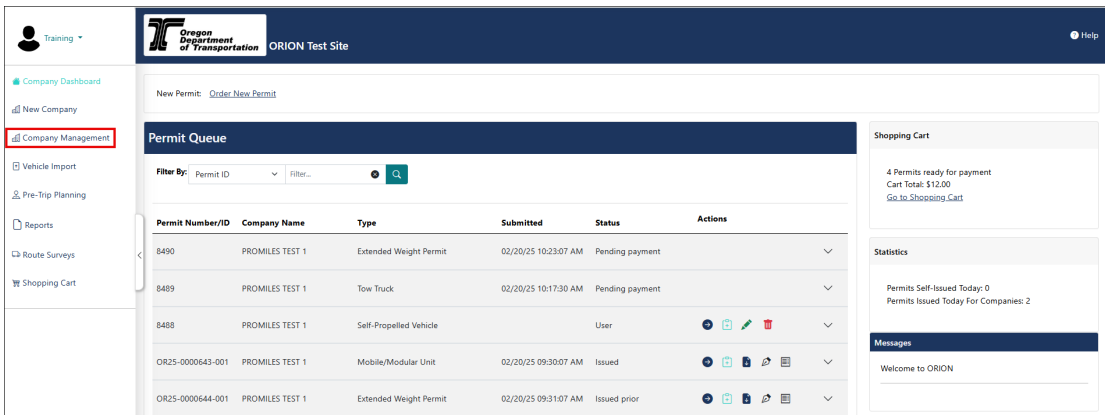 Training
Oregon
Department
of Transportation
ORION Test Site
Help
Company Dashboard
New Company
Company Management
Vehicle Import
Pre-Trip Planning
Reports
Route Surveys
Shopping Cart
New Permit: Order New Permit
Permit Queue
Filter By: Permit ID Filter...
Permit Number/ID Company Name Type Submitted Status Actions
8490 PROMILES TEST 1 Extended Weight Permit 02/20/25 10:23:07 AM Pending payment
8489 PROMILES TEST 1 Tow Truck 02/20/25 10:17:30 AM Pending payment
8488 PROMILES TEST 1 Self-Propelled Vehicle User
OR25-0000643-001 PROMILES TEST 1 Mobile/Modular Unit 02/20/25 09:30:07 AM Issued
OR25-0000644-001 PROMILES TEST 1 Extended Weight Permit 02/20/25 09:31:07 AM Issued prior
Shopping Cart
4 Permits ready for payment
Cart Total: $12.00
Go to Shopping Cart
Statistics
Permits Self-Issued Today: 0
Permits Issued Today For Companies: 2
Messages
Welcome to ORION